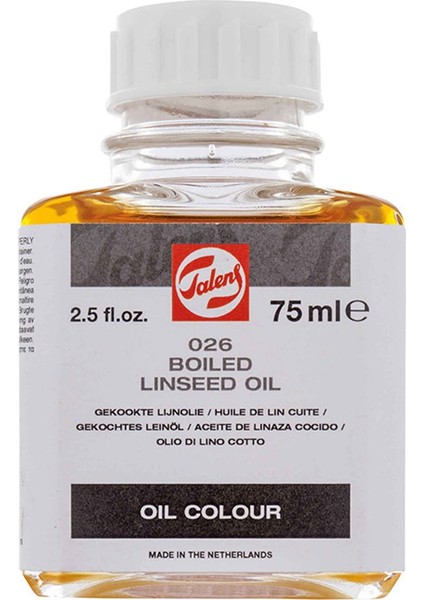 Talens
2.5 fl.oz. 75 ml e
026
BOILED
LINSEED OIL
GEKOOKTE LIJNOLIE / HUILE DE LIN CUITE /
GEKOCHTES LEINÖL / ACEITE DE LINAZA COCIDO /
OLIO DI LINO COTTO
OIL COLOUR
MADE IN THE NETHERLANDS